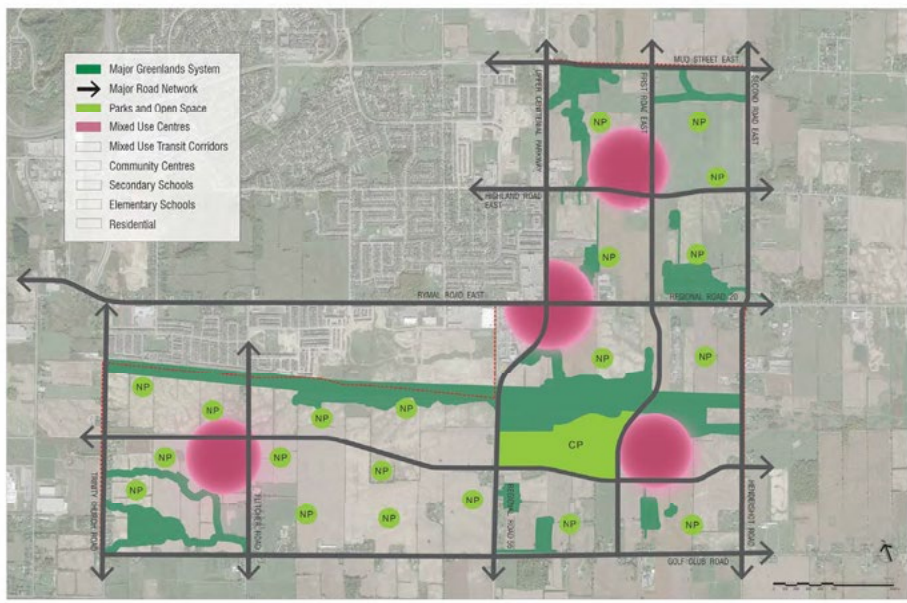 Major Greenlands System
Major Road Network
Parks and Open Space
Mixed Use Centres
Mixed Use Transit Corridors
Community Centres
Secondary Schools
Elementary Schools
Residential
MUD STREET EAST
UPPER CENTENNIAL PARKWAY
FIRST ROAD EAST
SECOND ROAD EAST
NP
NP
NP
HIGHLAND ROAD
EAST
NP
NP
RYMAL ROAD EAST
REGIONAL ROAD 20
NP
NP
NP
NP
NP
NP
CP
NP
NP
NP
NP
NP
NP
NP
NP
NP
TRINITY CHURCH ROAD
FLETCHER ROAD
REGIONAL ROAD 56
HENDERSHOT ROAD
GOLF CLUB ROAD